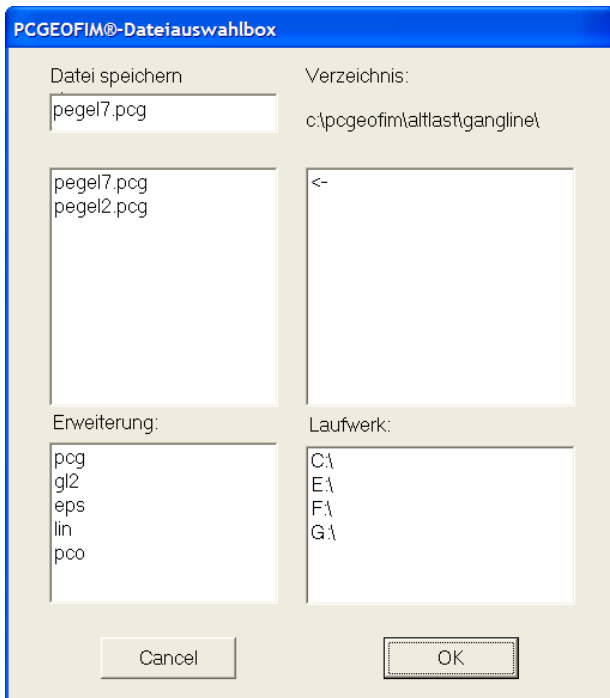 PCGEOFIM®-Dateiauswahlbox
Datei speichern
pegel7.pcg
Verzeichnis:
c:\pcgeofim\altlast\gangline\
pegel7.pcg
pegel2.pcg
<-
Erweiterung:
pcg
gl2
eps
lin
pco
Laufwerk:
C:\
E:\
F:\
G:\
Cancel
OK